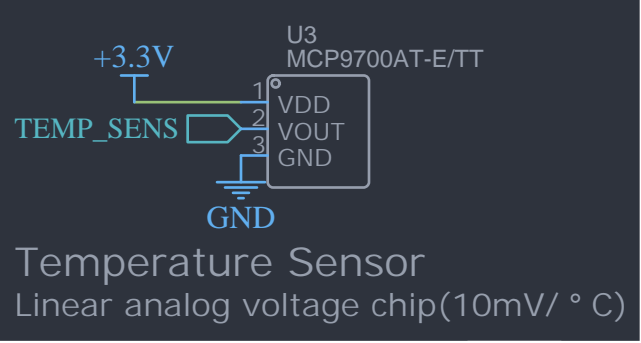 U3
MCP9700AT-E/TT
+3.3V
1
VDD
TEMP_SENS
2
VOUT
3
GND
GND
Temperature Sensor
Linear analog voltage chip(10mV/ ° C)